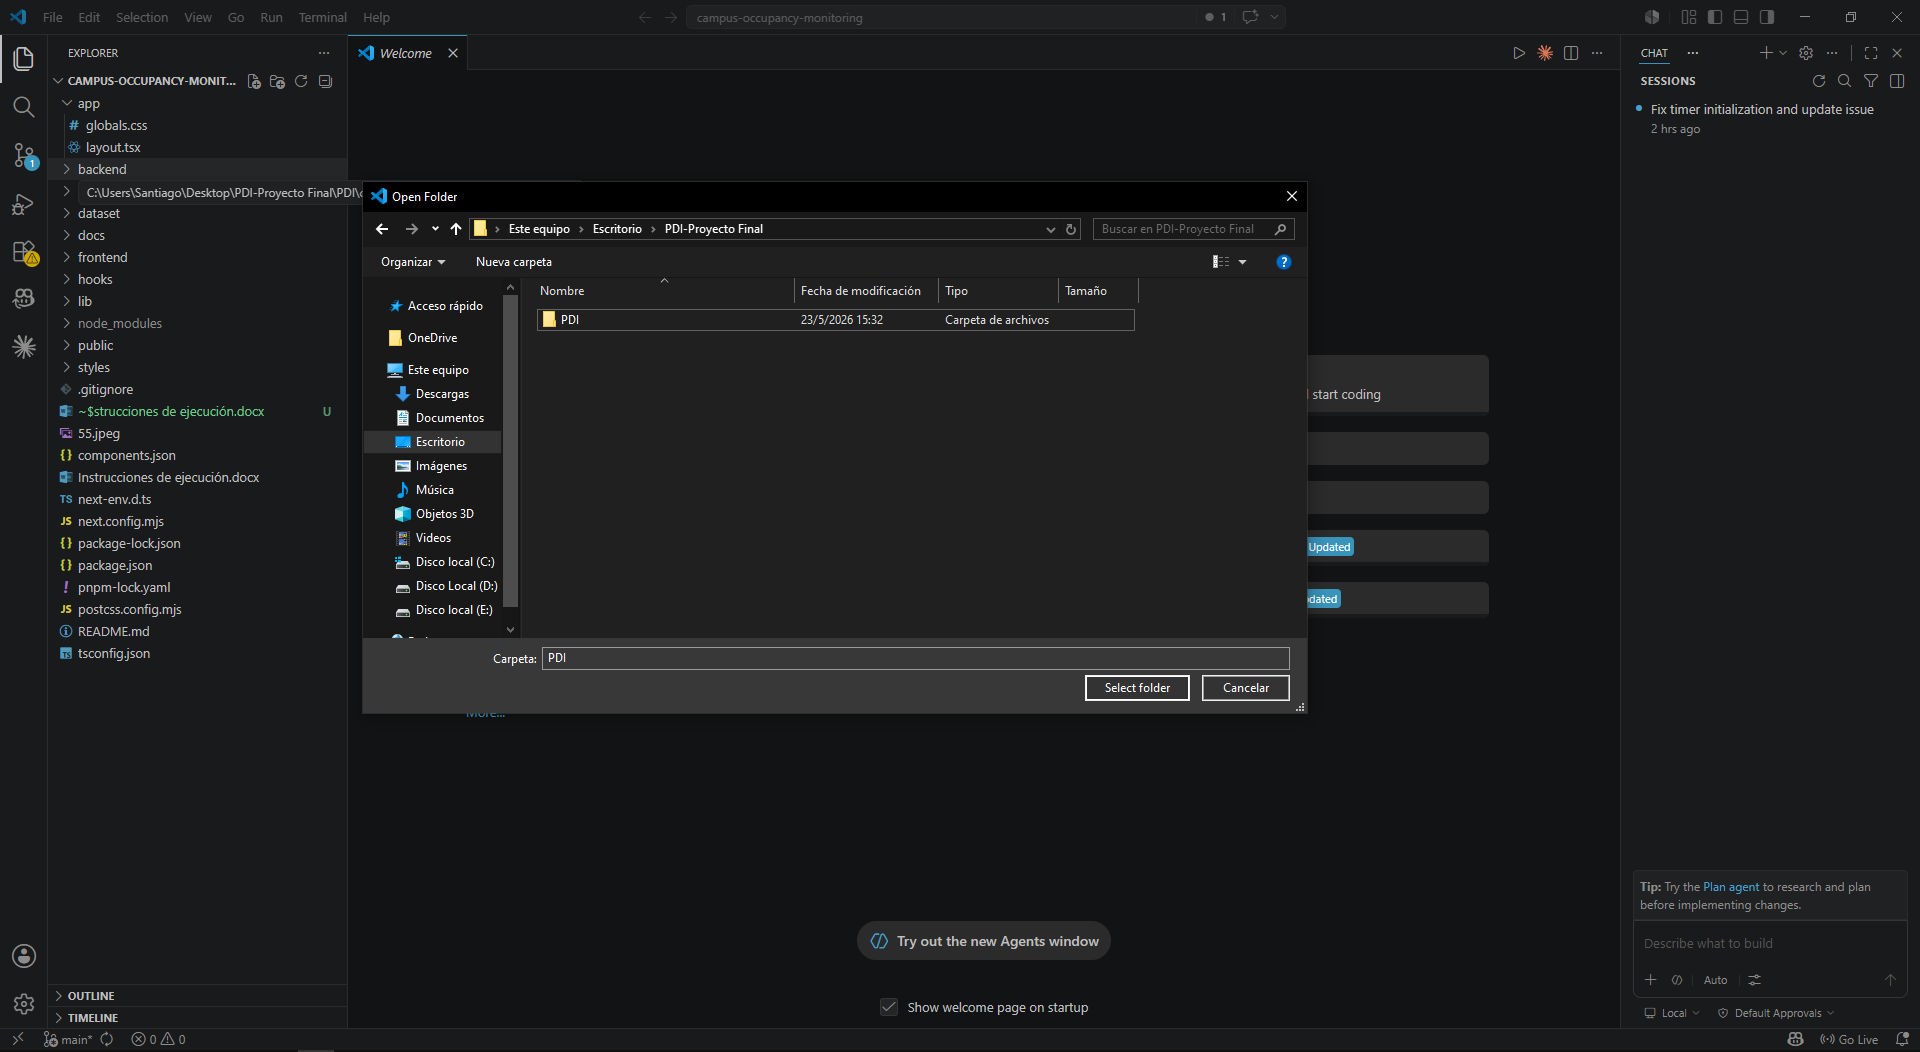 File Edit Selection View Go Run Terminal Help
campus-occupancy-monitoring
1
EXPLORER
CAMPUS-OCCUPANCY-MONIT...
app
globals.css
layout.tsx
backend
C:\Users\Santiago\Desktop\PDI-Proyecto Final\PDI\
dataset
docs
frontend
hooks
lib
node_modules
public
styles
.gitignore
~$strucciones de ejecución.docx U
55.jpeg
components.json
Instrucciones de ejecución.docx
TS next-env.d.ts
JS next.config.mjs
package-lock.json
package.json
pnpm-lock.yaml
JS postcss.config.mjs
README.md
tsconfig.json
OUTLINE
TIMELINE
main*
0 0
1
Welcome
Open Folder
Este equipo > Escritorio > PDI-Proyecto Final
Buscar en PDI-Proyecto Final
Organizar
Nueva carpeta
Acceso rápido
OneDrive
Este equipo
Descargas
Documentos
Escritorio
Imágenes
Música
Objetos 3D
Videos
Disco local (C:)
Disco Local (D:)
Disco local (E:)
Nombre Fecha de modificación Tipo Tamaño
PDI 23/5/2026 15:32 Carpeta de archivos
Carpeta: PDI
Select folder
Cancelar
start coding
Updated
dated
More...
Try out the new Agents window
Show welcome page on startup
CHAT
SESSIONS
Fix timer initialization and update issue
2 hrs ago
Tip: Try the Plan agent to research and plan
before implementing changes.
Describe what to build
Auto
Local
Default Approvals
Go Live